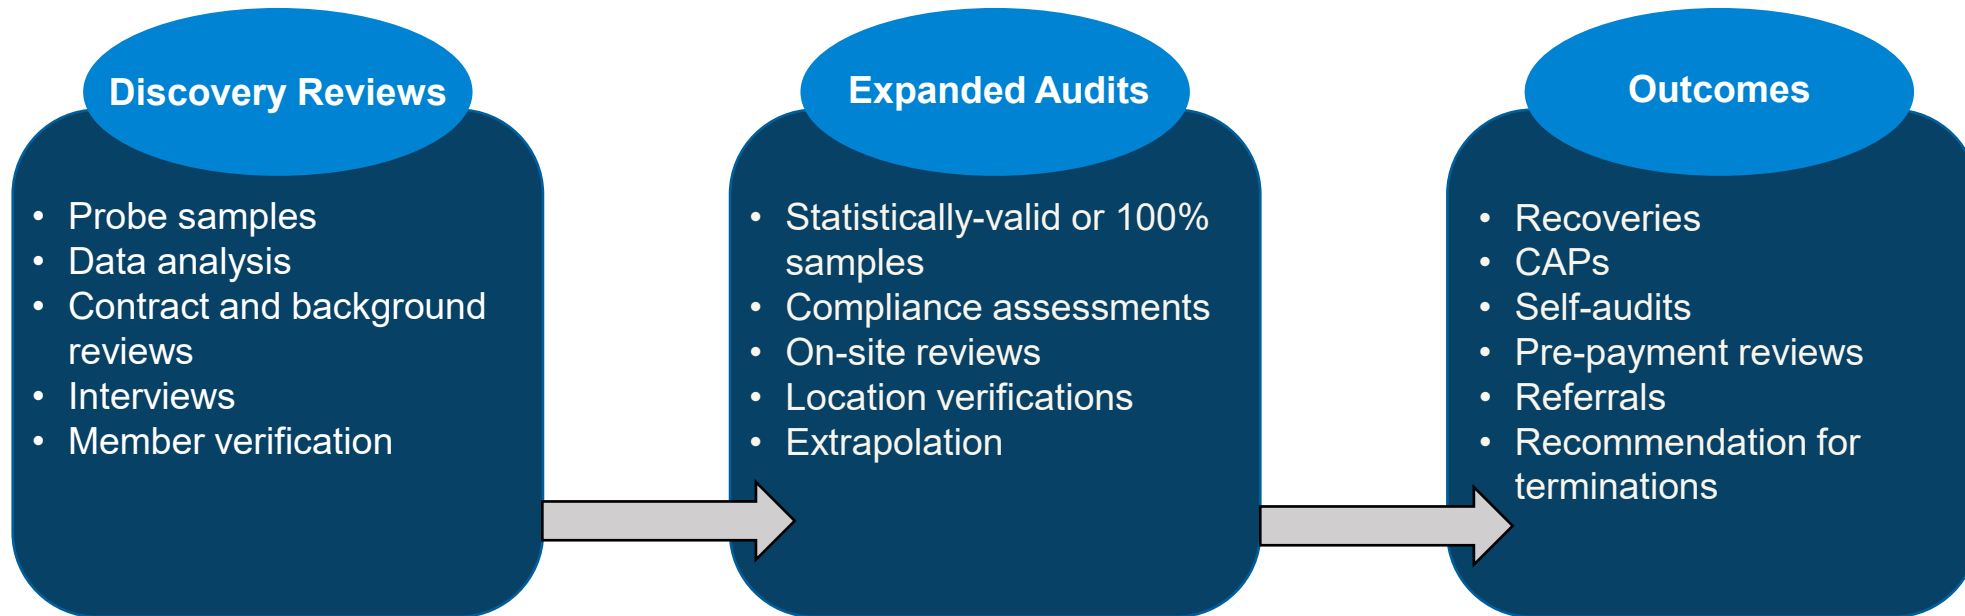 Discovery Reviews
• Probe samples
• Data analysis
• Contract and background
reviews
• Interviews
• Member verification
Expanded Audits
• Statistically-valid or 100%
samples
• Compliance assessments
• On-site reviews
• Location verifications
• Extrapolation
Outcomes
• Recoveries
• CAPs
• Self-audits
• Pre-payment reviews
• Referrals
• Recommendation for
terminations